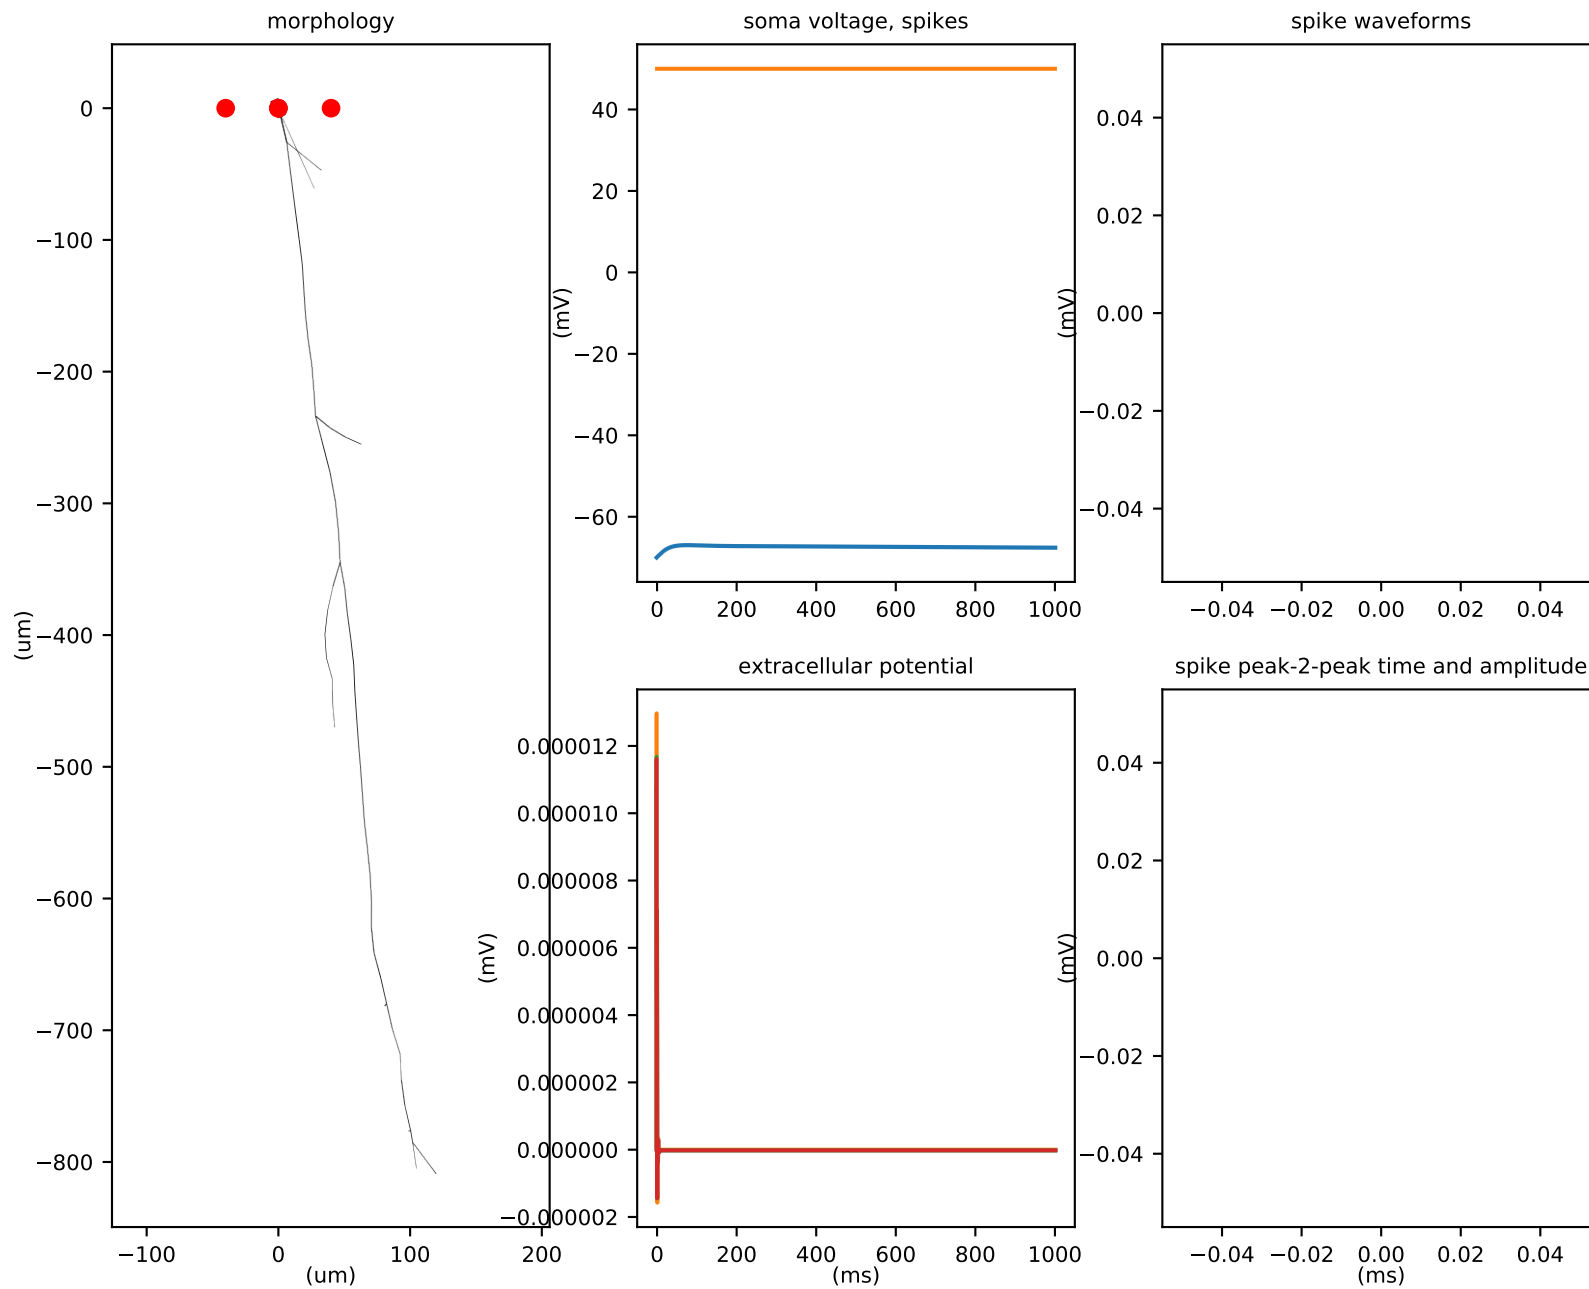 morphology
0
−100
−200
−300
−400
−500
−600
−700
−800
(um)
−100 0 100 200
(um)
soma voltage, spikes
40
20
0
−20
−40
−60
(mV)
0 200 400 600 800 1000
spike waveforms
0.04
0.02
0.00
−0.02
−0.04
(mV)
−0.04 −0.02 0.00 0.02 0.04
extracellular potential
0.000012
0.000010
0.000008
0.000006
0.000004
0.000002
0.000000
−0.000002
(mV)
0 200 400 600 800 1000
(ms)
spike peak-2-peak time and amplitude
0.04
0.02
0.00
−0.02
−0.04
(mV)
−0.04 −0.02 0.00 0.02 0.04
(ms)